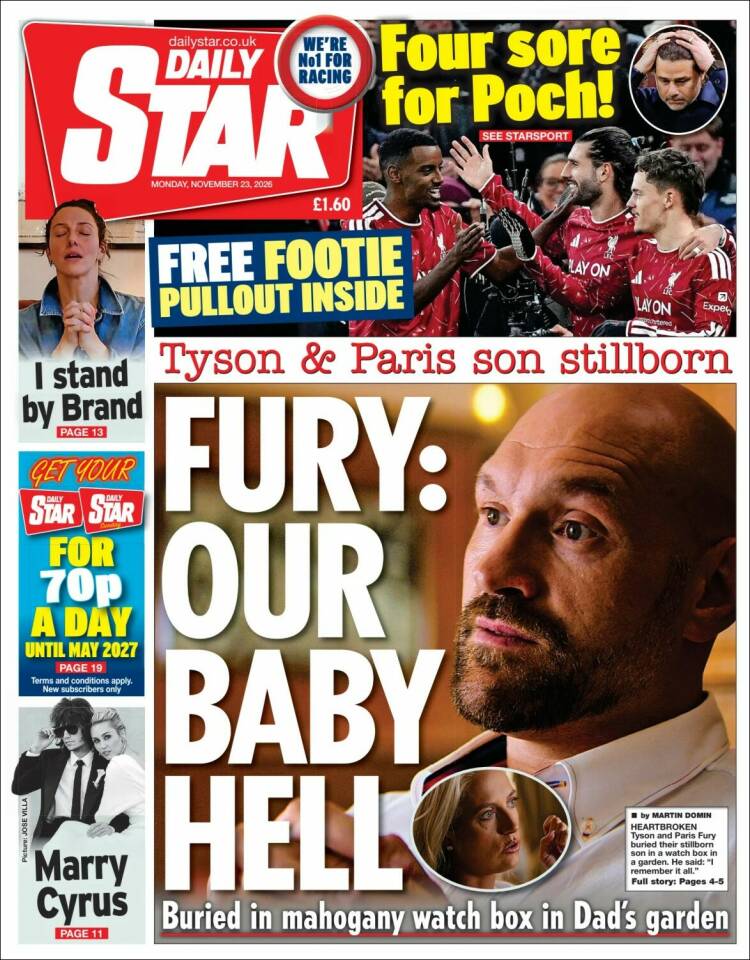 dailystar.co.uk
DAILY
STAR
MONDAY, NOVEMBER 23, 2026
£1.60
WE'RE
No1 FOR
RACING
Four sore
for Poch!
SEE STARSPORT
PLAY ON
PLAY ON
Exped
FREE FOOTIE
PULLOUT INSIDE
I stand
by Brand
PAGE 13
Tyson & Paris son stillborn
GET YOUR
DAILY
STAR
DAILY
STAR
Sunday
FOR
70p
A DAY
UNTIL MAY 2027
PAGE 19
Terms and conditions apply.
New subscribers only
Picture: JOSE VILLA
Marry
Cyrus
PAGE 11
FURY:
OUR
BABY
HELL
■ by MARTIN DOMIN
HEARTBROKEN
Tyson and Paris Fury
buried their stillborn
son in a watch box in
a garden. He said: "I
remember it all."
Full story: Pages 4-5
Buried in mahogany watch box in Dad's garden